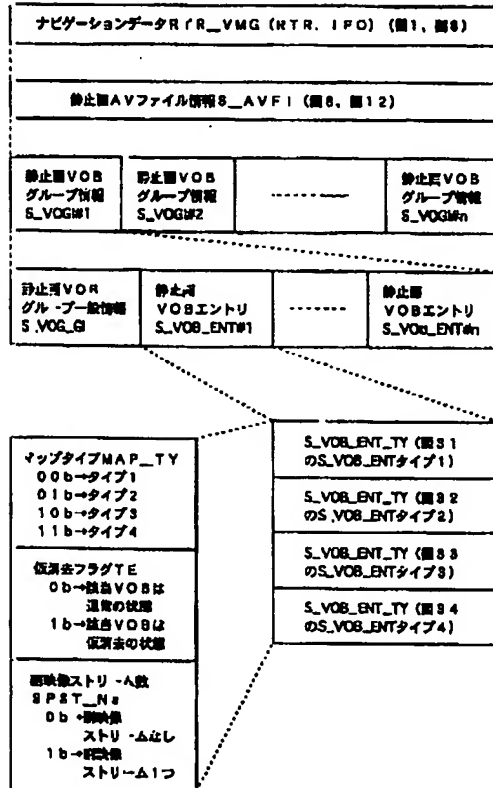 ナビゲーションデータRTR_VMG (RTR. IFO) (図1, 図8)
静止画AVファイル情報S_AVFI (図8, 図12)
静止画VOB
グループ情報
S_VOGI#1
静止画VOB
グループ情報
S_VOGI#2
静止画VOB
グループ情報
S_VOGI#n
静止画VOB
グループ一般情報
S_VOG_GI
静止画
VOBエントリ
S_VOB_ENT#1
静止画
VOBエントリ
S_VOB_ENT#n
マップタイプMAP_TY
00b→タイプ1
01b→タイプ2
10b→タイプ3
11b→タイプ4
仮消去フラグTE
0b→該当VOBは
通常の状態
1b→該当VOBは
仮消去の状態
副映像ストリーム数
SPST_Ns
0b→副映像
ストリームなし
1b→副映像
ストリーム1つ
S_VOB_ENT_TY (図31
のS_VOB_ENTタイプ1)
S_VOB_ENT_TY (図32
のS_VOB_ENTタイプ2)
S_VOB_ENT_TY (図33
のS_VOB_ENTタイプ3)
S_VOB_ENT_TY (図34
のS_VOB_ENTタイプ4)